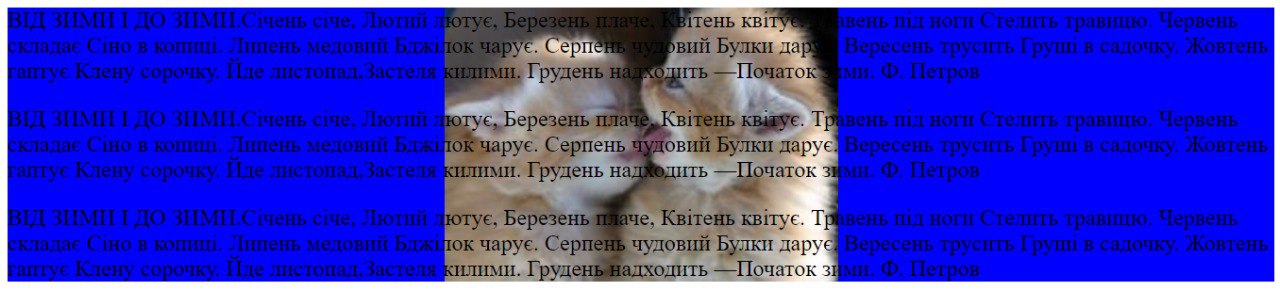 ВІД ЗИМИ І ДО ЗИМИ.Січень січе, Лютий лютує, Березень плаче, Квітень квітує. Травень під ноги Стелить травицю. Червень
складає Сіно в копиці. Липень медовий Бджілок чарує. Серпень чудовий Булки дарує. Вересень трусить Груші в садочку. Жовтень
гаптує Клену сорочку. Йде листопад,Застеля килими. Грудень надходить —Початок зими. Ф. Петров
ВІД ЗИМИ І ДО ЗИМИ.Січень січе, Лютий лютує, Березень плаче, Квітень квітує. Травень під ноги Стелить травицю. Червень
складає Сіно в копиці. Липень медовий Бджілок чарує. Серпень чудовий Булки дарує. Вересень трусить Груші в садочку. Жовтень
гаптує Клену сорочку. Йде листопад,Застеля килими. Грудень надходить —Початок зими. Ф. Петров
ВІД ЗИМИ І ДО ЗИМИ.Січень січе, Лютий лютує, Березень плаче, Квітень квітує. Травень під ноги Стелить травицю. Червень
складає Сіно в копиці. Липень медовий Бджілок чарує. Серпень чудовий Булки дарує. Вересень трусить Груші в садочку. Жовтень
гаптує Клену сорочку. Йде листопад,Застеля килими. Грудень надходить —Початок зими. Ф. Петров